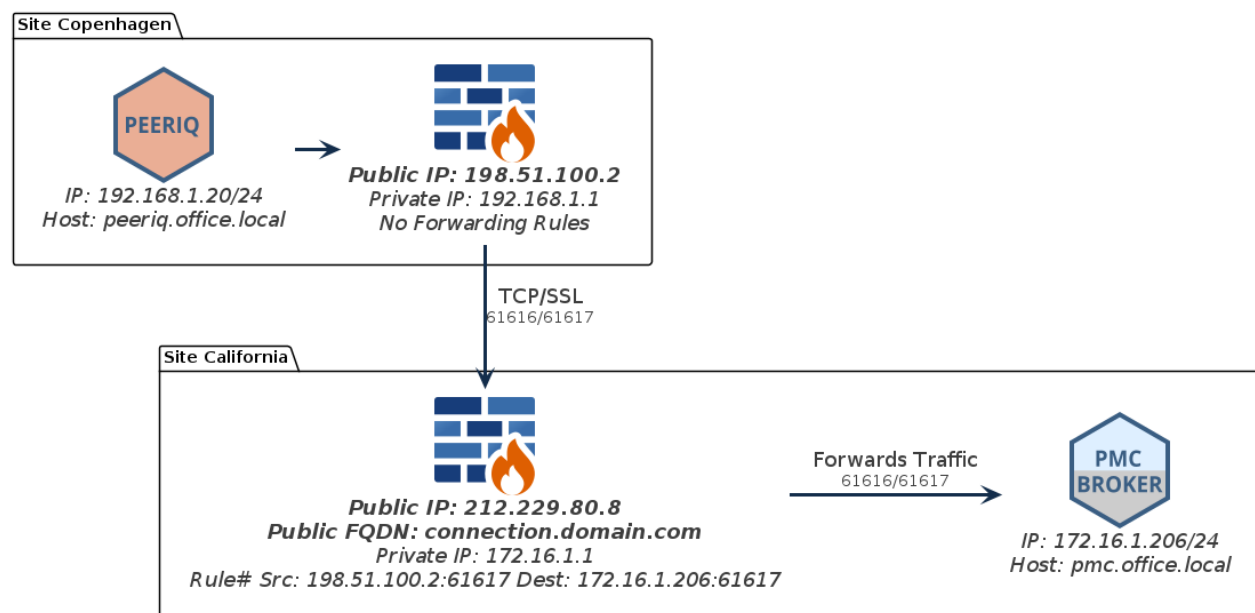 Site Copenhagen
PEERIQ
IP: 192.168.1.20/24
Host: peeriq.office.local
Public IP: 198.51.100.2
Private IP: 192.168.1.1
No Forwarding Rules
TCP/SSL
61616/61617
Site California
Public IP: 212.229.80.8
Public FQDN: connection.domain.com
Private IP: 172.16.1.1
Rule# Src: 198.51.100.2:61617 Dest: 172.16.1.206:61617
Forwards Traffic
61616/61617
PMC
BROKER
IP: 172.16.1.206/24
Host: pmc.office.local